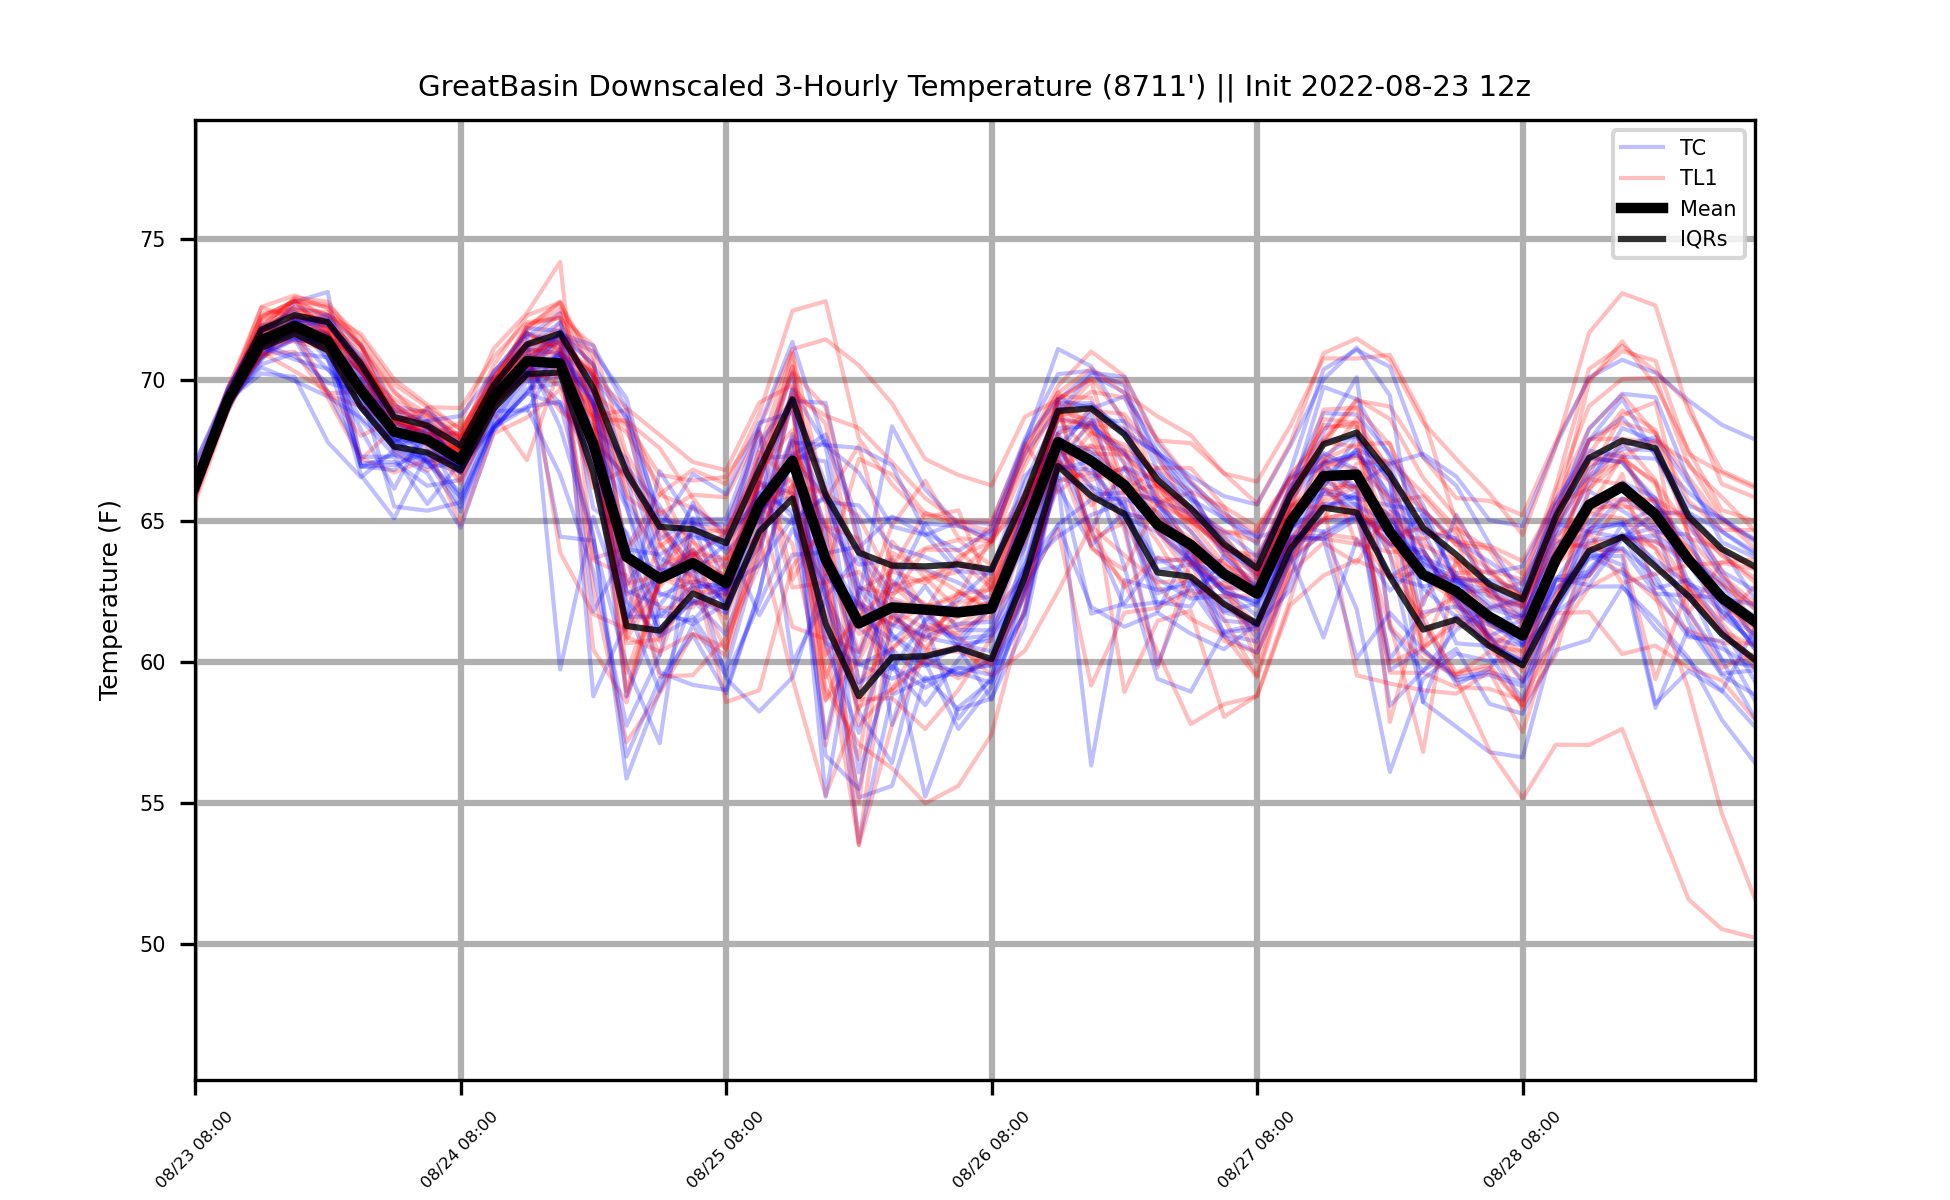 GreatBasin Downscaled 3-Hourly Temperature (8711') || Init 2022-08-23 12z
TC
TL1
Mean
IQRs
Temperature (F)
75
70
65
60
55
50
08/23 08:00
08/24 08:00
08/25 08:00
08/26 08:00
08/27 08:00
08/28 08:00